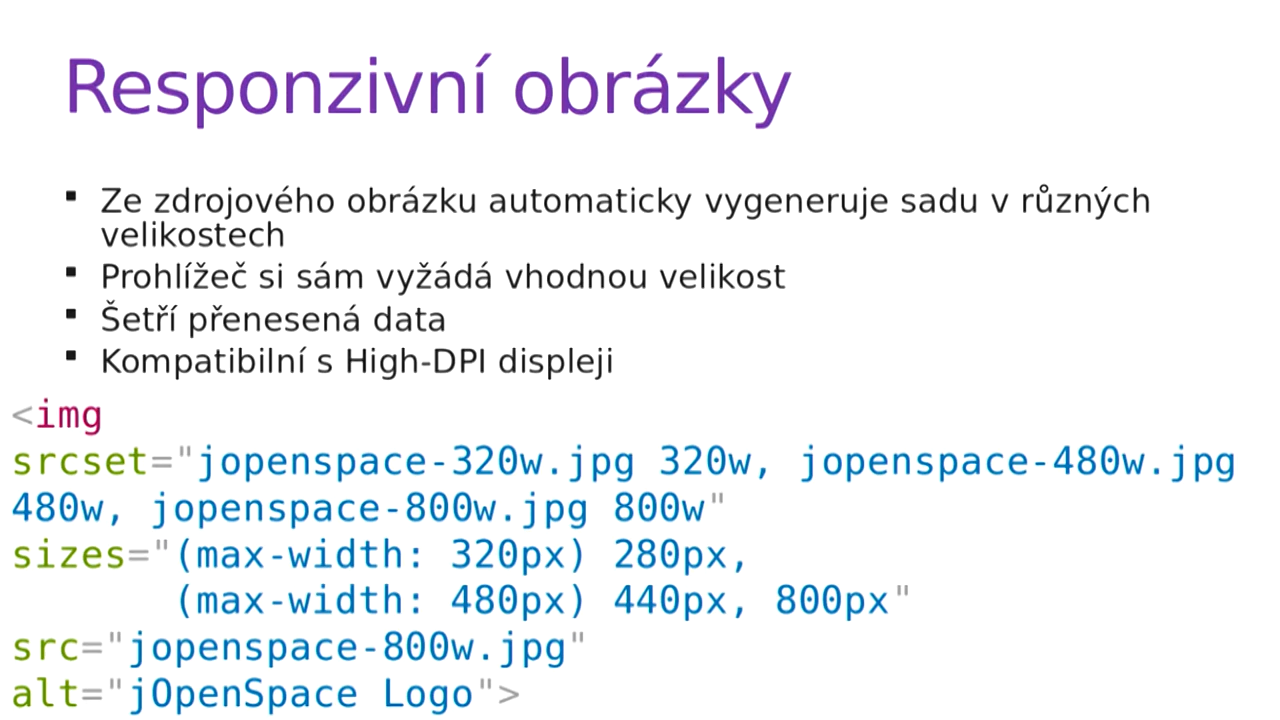 Responzivní obrázky
Ze zdrojového obrázku automaticky vygeneruje sadu v různých
velikostech
Prohlížeč si sám vyžádá vhodnou velikost
Šetří přenesená data
Kompatibilní s High-DPI displeji
<img
srcset="jopenspace-320w.jpg 320w, jopenspace-480w.jpg
480w, jopenspace-800w.jpg 800w"
sizes="(max-width: 320px) 280px,
(max-width: 480px) 440px, 800px"
src="jopenspace-800w.jpg"
alt="jOpenSpace Logo">